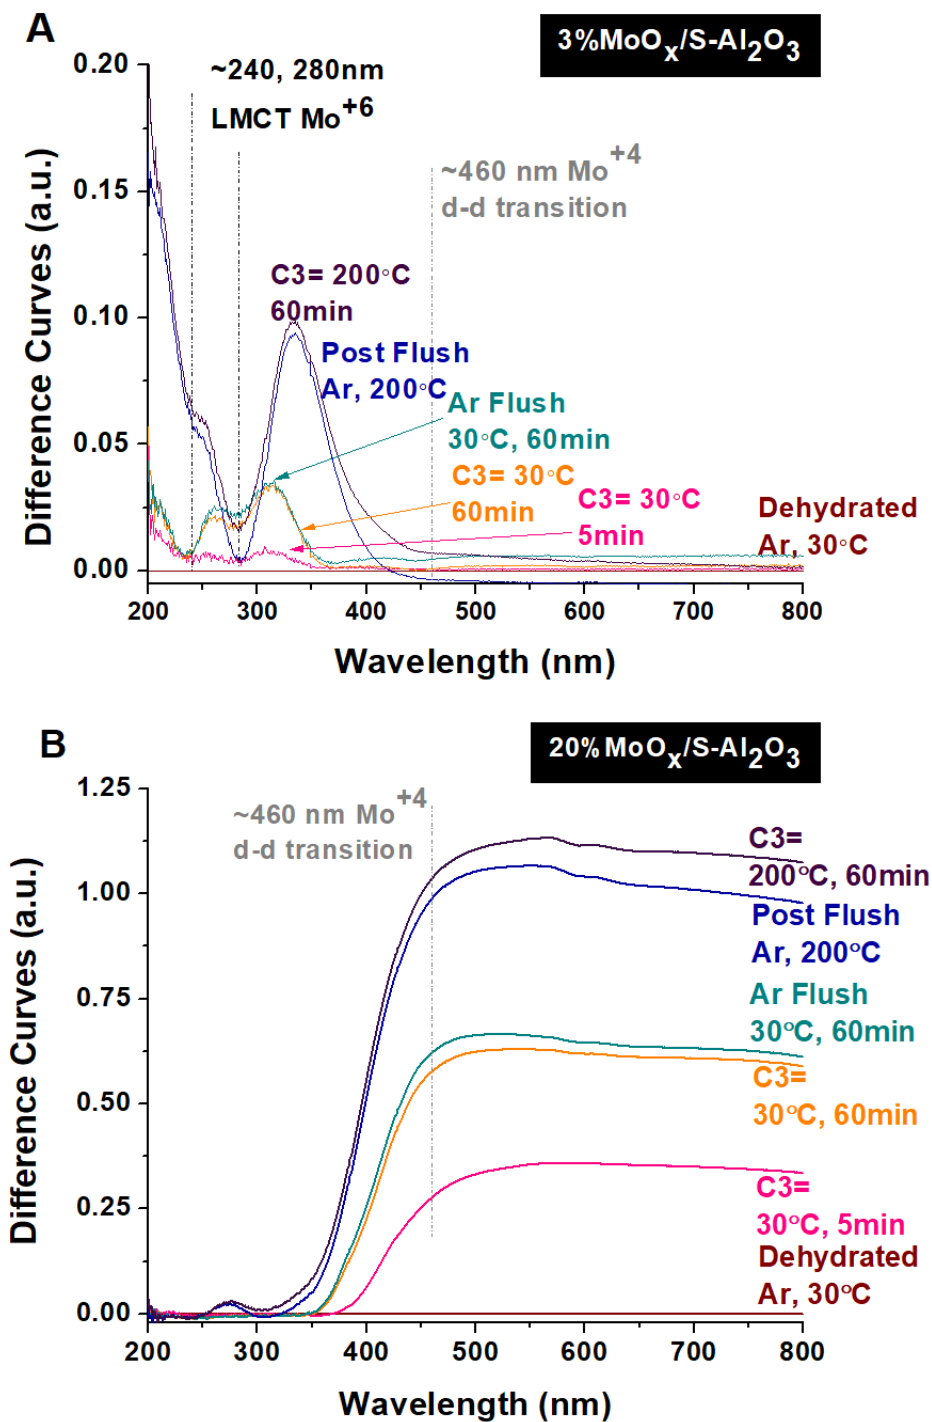 A
3%MoOx/S-Al2O3
~240, 280nm
LMCT Mo+6
~460 nm Mo+4
d-d transition
C3= 200°C
60min
Post Flush
Ar, 200°C
Ar Flush
30°C, 60min
C3= 30°C
60min
C3= 30°C
5min
Dehydrated
Ar, 30°C
Difference Curves (a.u.)
0.20
0.15
0.10
0.05
0.00
200 300 400 500 600 700 800
Wavelength (nm)
B
20%MoOx/S-Al2O3
~460 nm Mo+4
d-d transition
C3=
200°C, 60min
Post Flush
Ar, 200°C
Ar Flush
30°C, 60min
C3=
30°C, 60min
C3=
30°C, 5min
Dehydrated
Ar, 30°C
Difference Curves (a.u.)
1.25
1.00
0.75
0.50
0.25
0.00
200 300 400 500 600 700 800
Wavelength (nm)